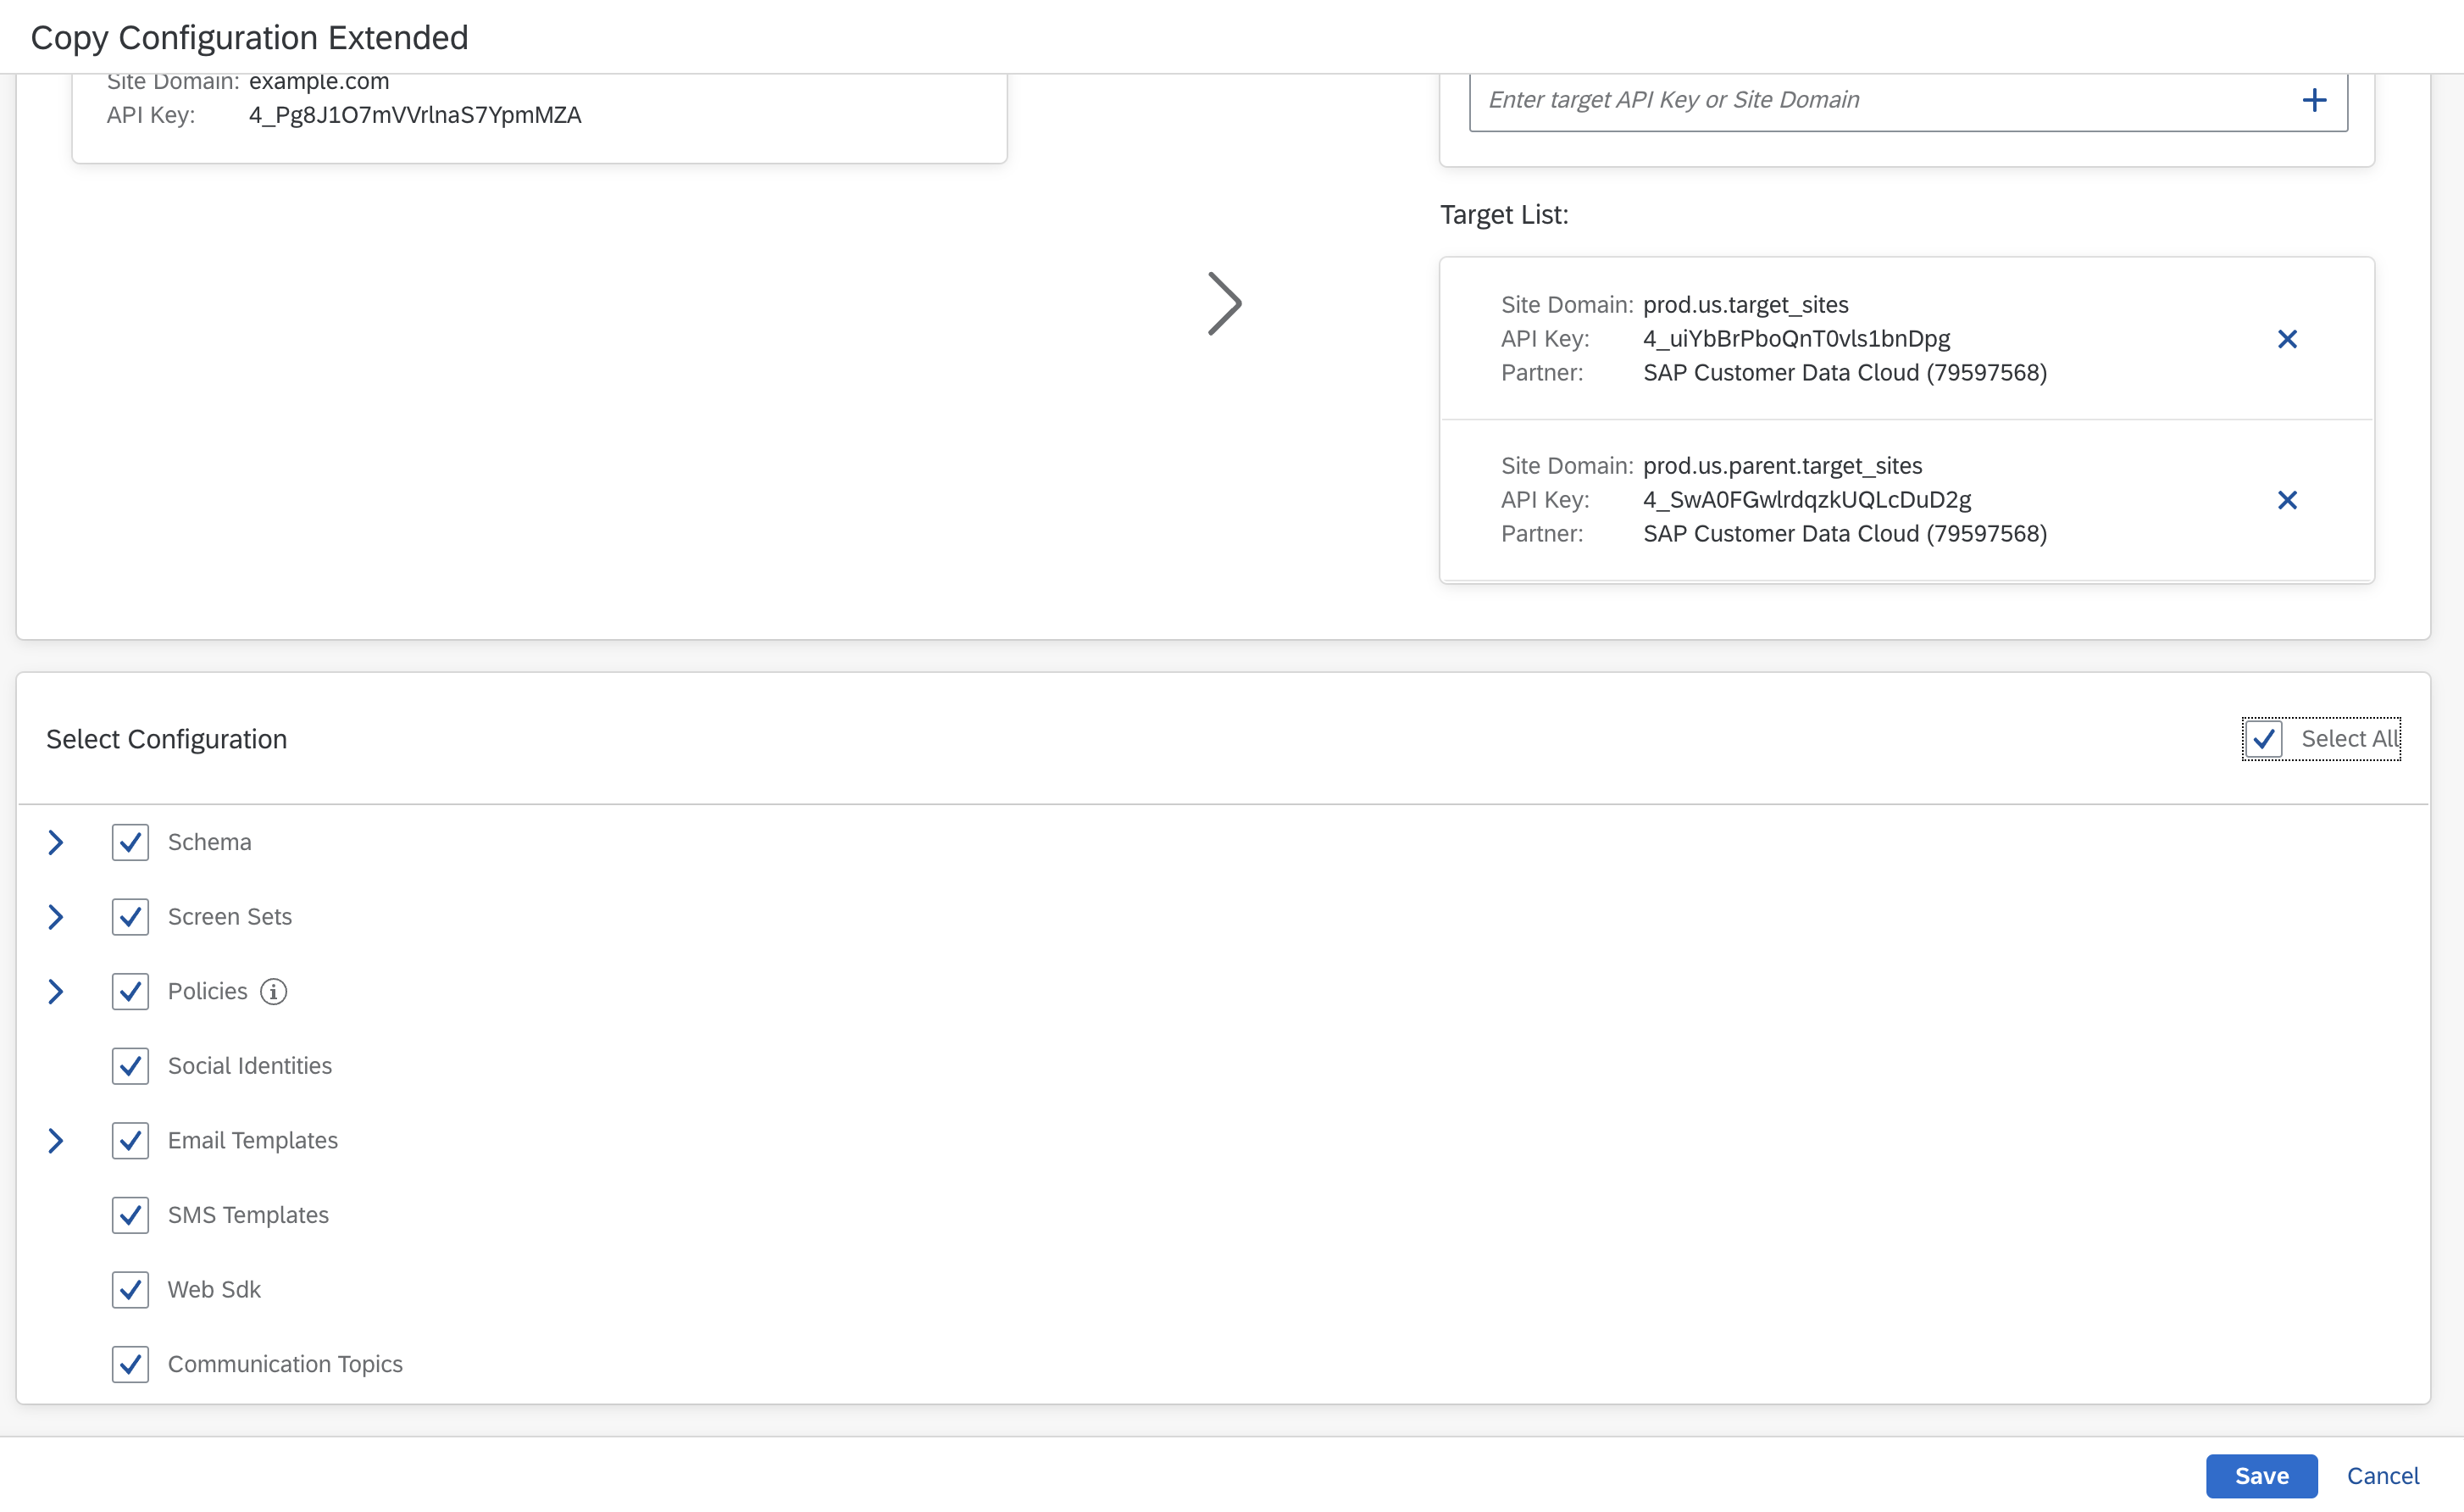 Copy Configuration Extended
Site Domain: example.com
API Key: 4_Pg8J1O7mVVrlnaS7YpmMZA
Enter target API Key or Site Domain
Target List:
Site Domain: prod.us.target_sites
API Key: 4_uiYbBrPboQnT0vls1bnDpg
Partner: SAP Customer Data Cloud (79597568)
Site Domain: prod.us.parent.target_sites
API Key: 4_SwA0FGwlrdqzkUQLcDuD2g
Partner: SAP Customer Data Cloud (79597568)
Select Configuration
Select All
Schema
Screen Sets
Policies
Social Identities
Email Templates
SMS Templates
Web Sdk
Communication Topics
Save
Cancel